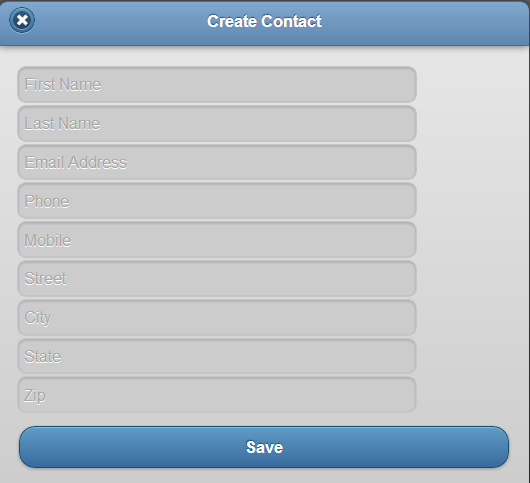 Create Contact
First Name
Last Name
Email Address
Phone
Mobile
Street
City
State
Zip
Save